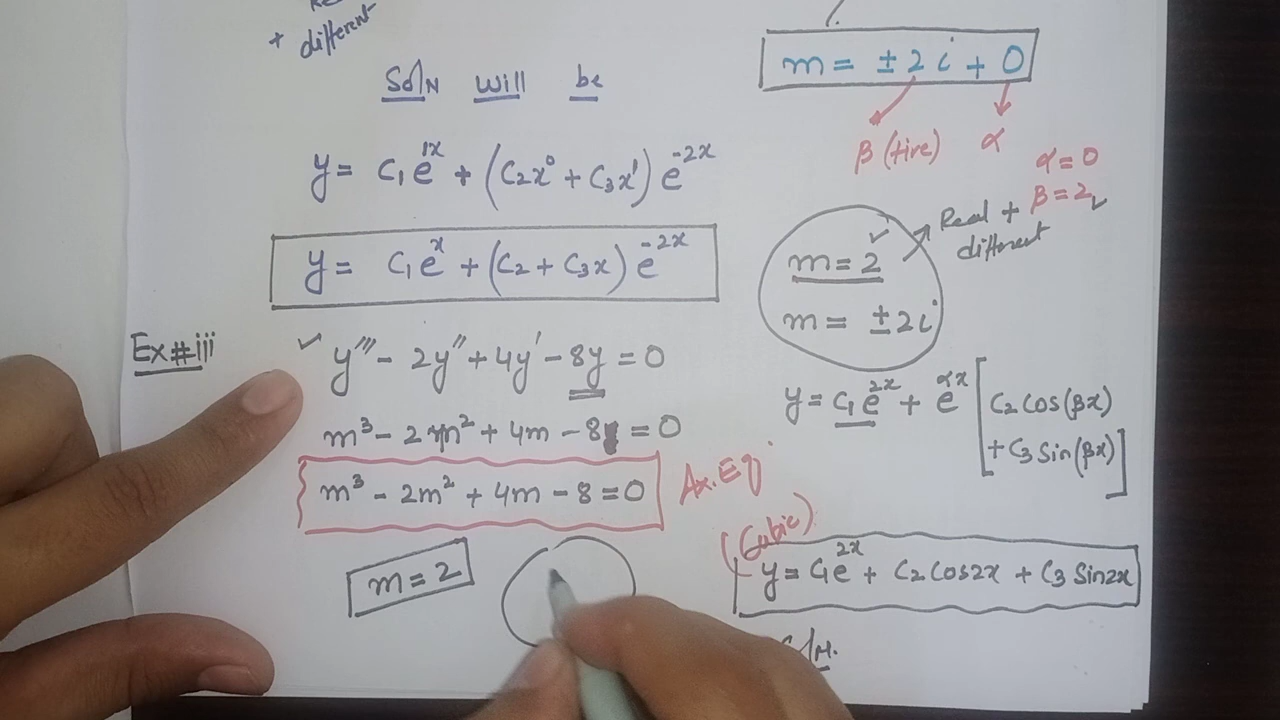 + different
Soln will be
y = C₁e^{1x} + (C₂x⁰ + C₃x¹) e^{-2x}
y = C₁e^x + (C₂ + C₃x) e^{-2x}
Ex#iii
y''' - 2y'' + 4y' - 8y = 0
m³ - 2m² + 4m - 8 = 0
m³ - 2m² + 4m - 8 = 0
Ax. Eq
(Cubic)
m = 2
m = ± 2i + 0
β (+ive)
α
α = 0
β = 2
m = 2
Real + different
m = ± 2i
y = C₁e^{2x} + e^{αx} [C₂ Cos(βx)
+ C₃ Sin(βx)]
y = C₁e^{2x} + C₂ Cos2x + C₃ Sin2x